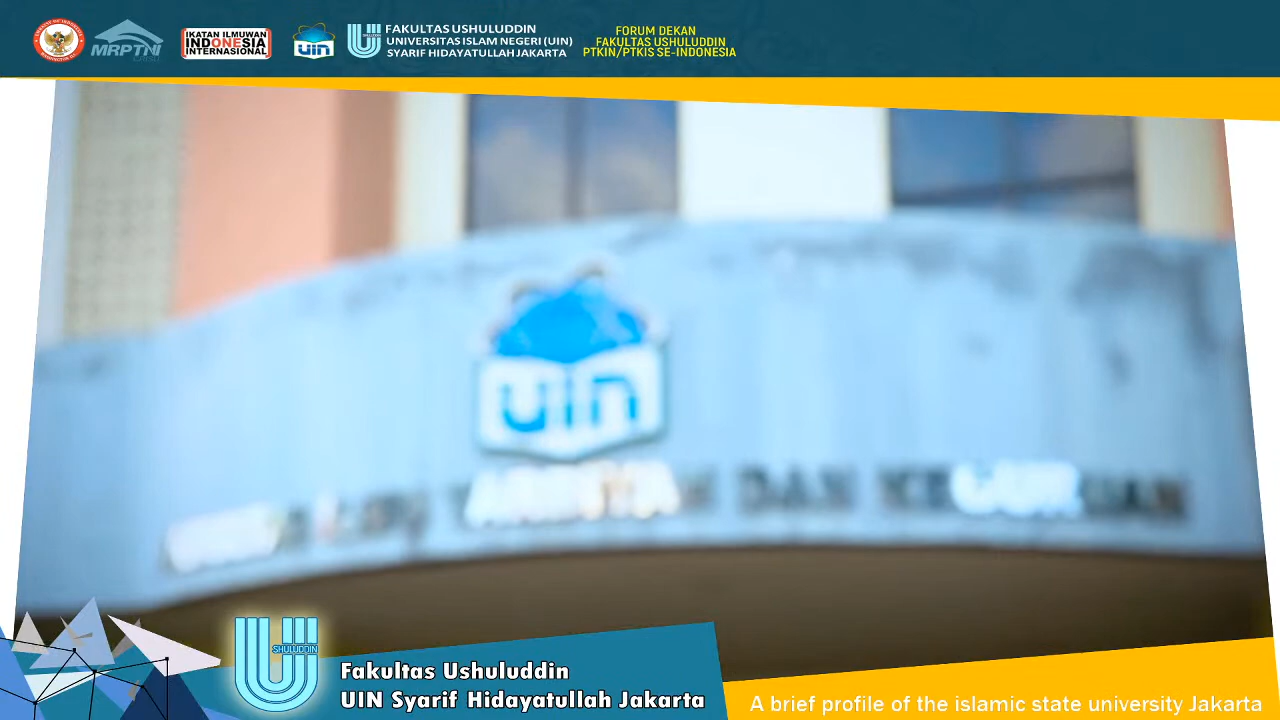 MRPTNI
IKATAN ILMUWAN
INDONESIA
INTERNASIONAL
uin
FAKULTAS USHULUDDIN
UNIVERSITAS ISLAM NEGERI (UIN)
SYARIF HIDAYATULLAH JAKARTA
FORUM DEKAN
FAKULTAS USHULUDDIN
PTKIN/PTKIS SE-INDONESIA
uin
TARBIYAH DAN KEGURUAN
USHULUDDIN
Fakultas Ushuluddin
UIN Syarif Hidayatullah Jakarta
A brief profile of the islamic state university Jakarta